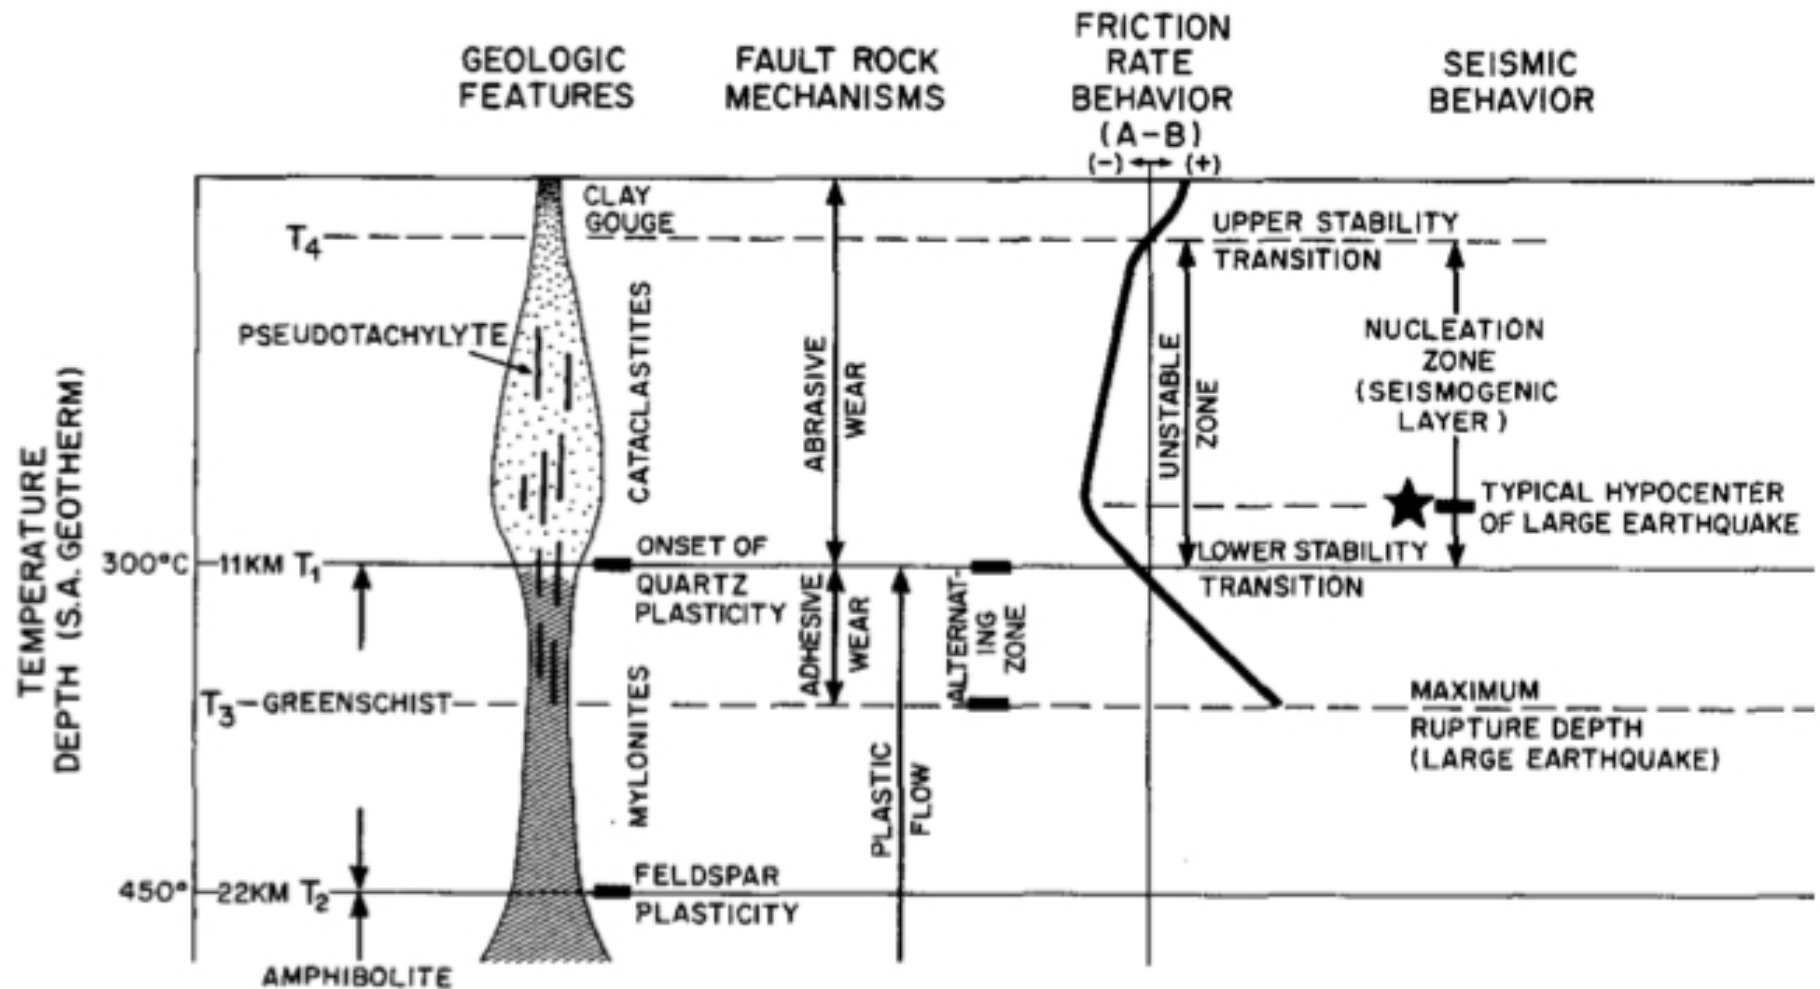 GEOLOGIC
FEATURES
FAULT ROCK
MECHANISMS
FRICTION
RATE
BEHAVIOR
(A-B)
(-) (+)
SEISMIC
BEHAVIOR
TEMPERATURE
DEPTH (S.A. GEOTHERM)
CLAY
GOUGE
T4
UPPER STABILITY
TRANSITION
PSEUDOTACHYLYTE
CATACLASTITES
ABRASIVE
WEAR
UNSTABLE
ZONE
NUCLEATION
ZONE
(SEISMOGENIC
LAYER)
TYPICAL HYPOCENTER
OF LARGE EARTHQUAKE
300°C
11KM T1
ONSET OF
QUARTZ
PLASTICITY
LOWER STABILITY
TRANSITION
ADHESIVE
WEAR
ALTERNAT-
ING
ZONE
T3
GREENSCHIST
MYLONITES
MAXIMUM
RUPTURE DEPTH
(LARGE EARTHQUAKE)
PLASTIC
FLOW
450°
22KM T2
FELDSPAR
PLASTICITY
AMPHIBOLITE